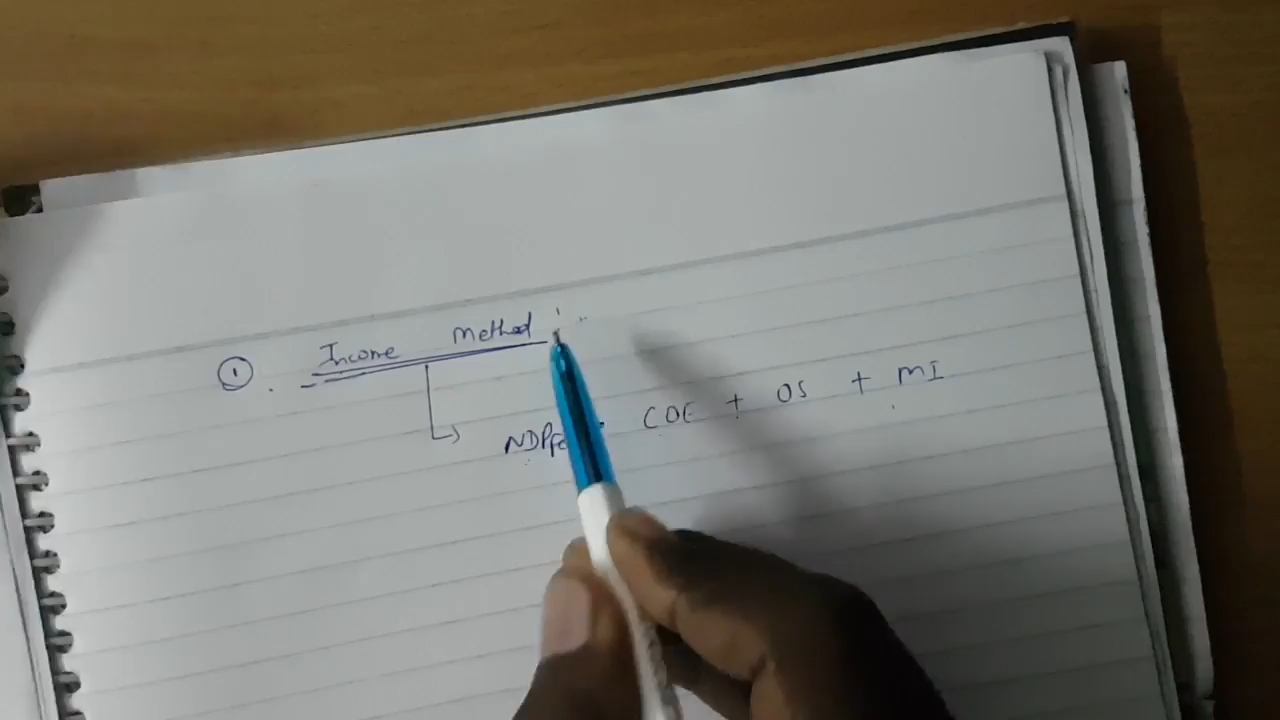 ①. Income Method :
NDPfc COE + OS + MI